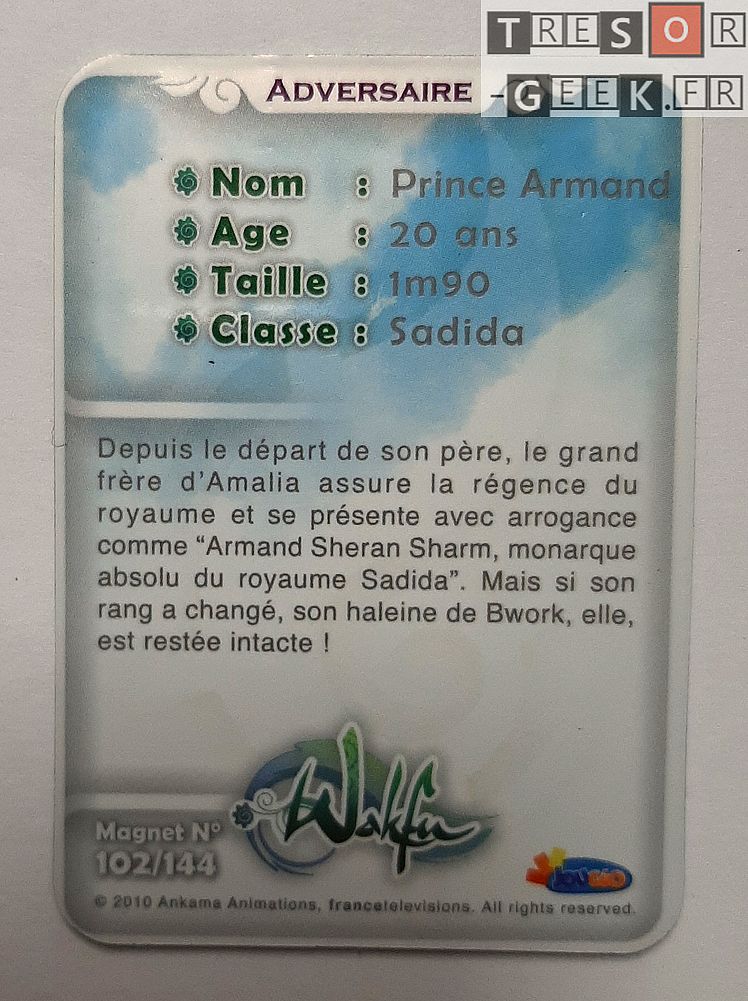 TRESOR
GEEK.FR
ADVERSAIRE -
Nom : Prince Armand
Age : 20 ans
Taille : 1m90
Classe : Sadida
Depuis le départ de son père, le grand
frère d'Amalia assure la régence du
royaume et se présente avec arrogance
comme “Armand Sheran Sharm, monarque
absolu du royaume Sadida”. Mais si son
rang a changé, son haleine de Bwork, elle,
est restée intacte !
Wakfu
Magnet N°
102/144
© 2010 Ankama Animations, francetelevisions. All rights reserved.